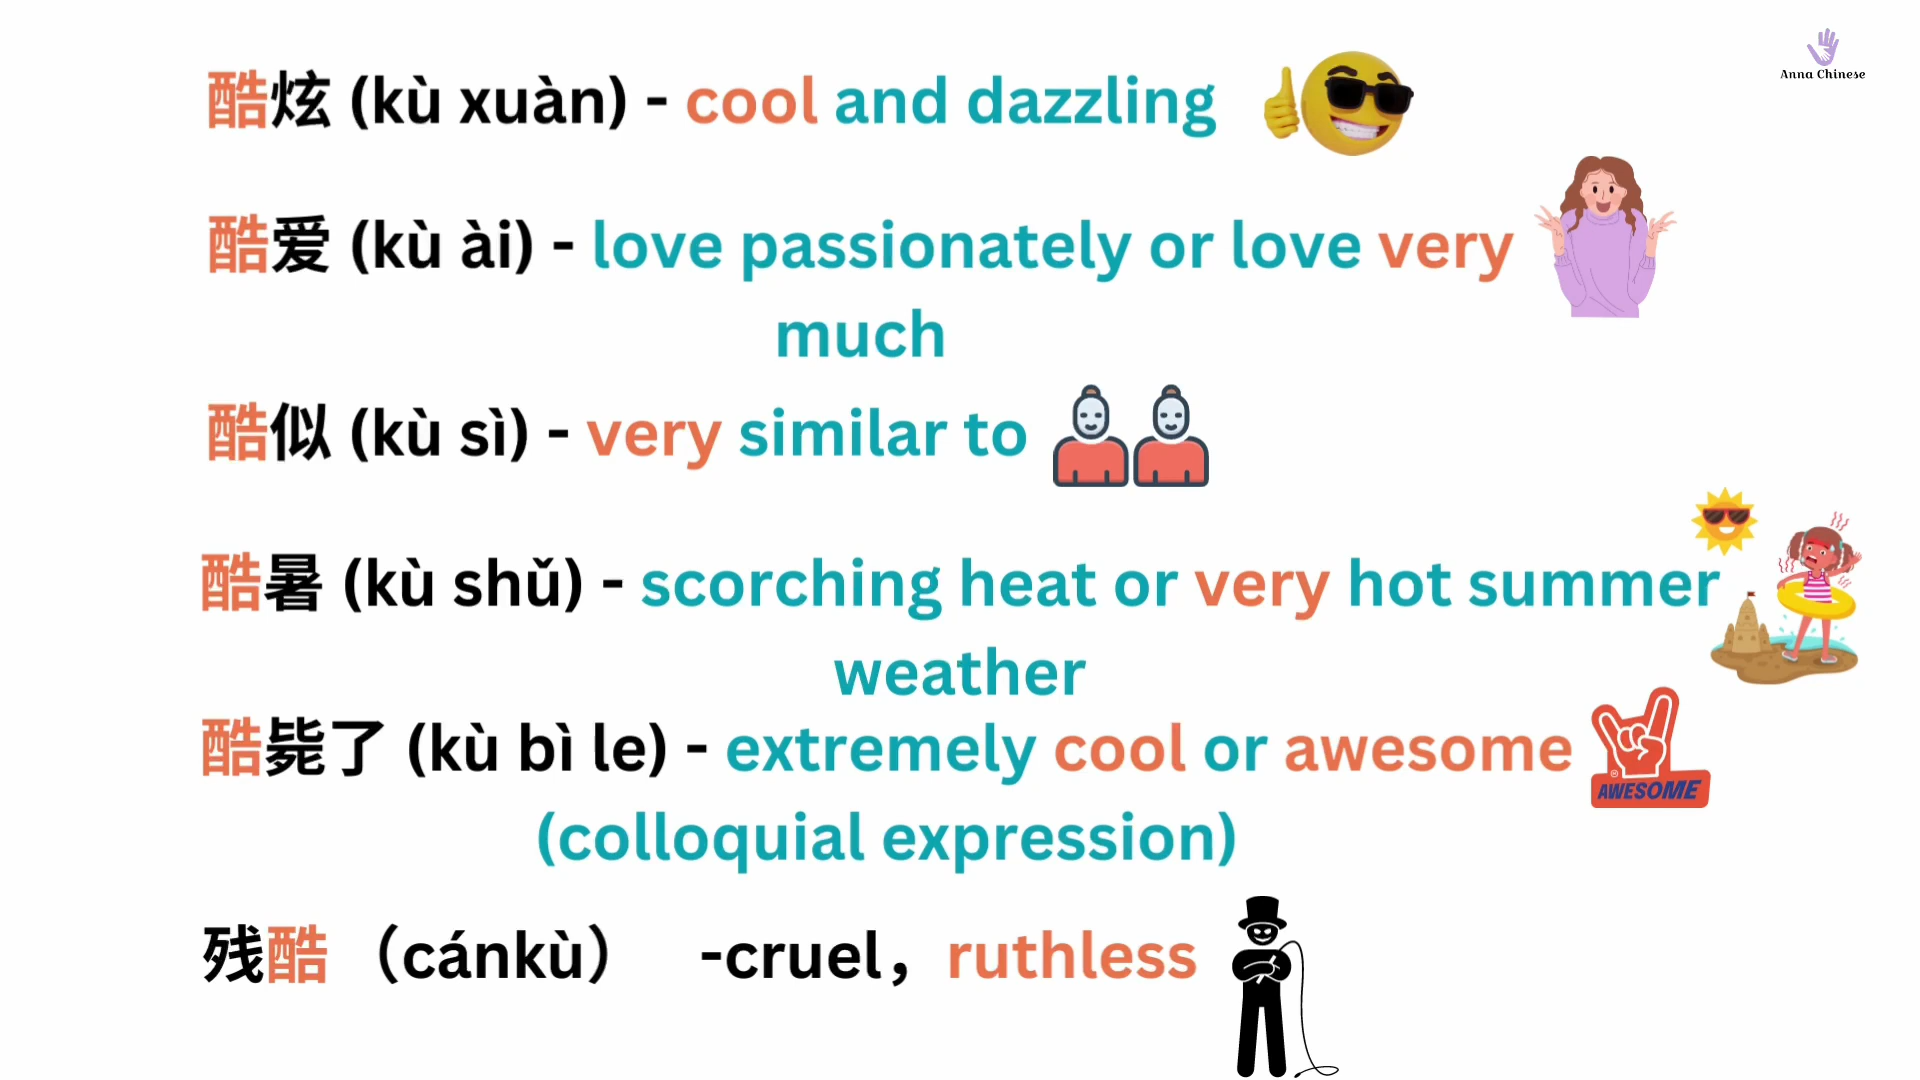 Anna Chinese
酷炫 (kù xuàn) - cool and dazzling
酷爱 (kù ài) - love passionately or love very
much
酷似 (kù sì) - very similar to
酷暑 (kù shǔ) - scorching heat or very hot summer
weather
酷毙了 (kù bì le) - extremely cool or awesome
AWESOME
(colloquial expression)
残酷 （cánkù） -cruel，ruthless